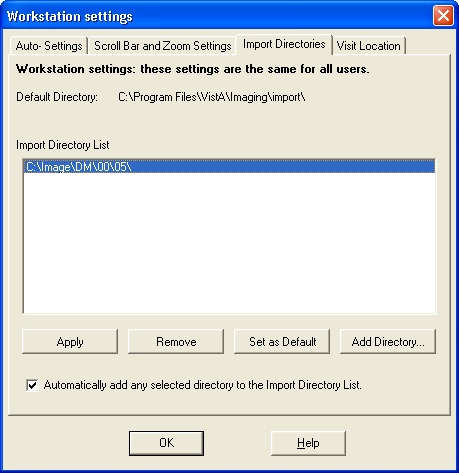 Workstation settings
Auto- Settings Scroll Bar and Zoom Settings Import Directories Visit Location
Workstation settings: these settings are the same for all users.
Default Directory: C:\Program Files\VistA\Imaging\import\
Import Directory List
C:\Image\DM\00\05\
Apply Remove Set as Default Add Directory...
Automatically add any selected directory to the Import Directory List.
OK Help